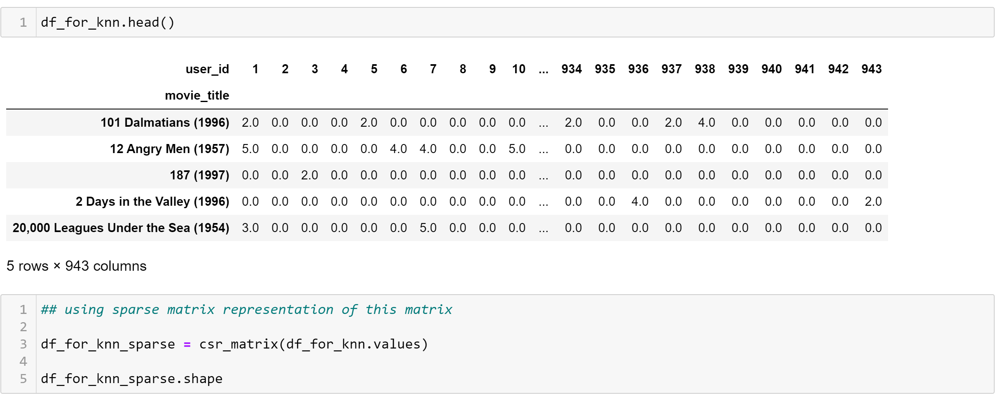 1 df_for_knn.head()
user_id 1 2 3 4 5 6 7 8 9 10 ... 934 935 936 937 938 939 940 941 942 943
movie_title
101 Dalmatians (1996) 2.0 0.0 0.0 0.0 2.0 0.0 0.0 0.0 0.0 0.0 ... 2.0 0.0 0.0 2.0 4.0 0.0 0.0 0.0 0.0 0.0
12 Angry Men (1957) 5.0 0.0 0.0 0.0 0.0 4.0 4.0 0.0 0.0 5.0 ... 0.0 0.0 0.0 0.0 0.0 0.0 0.0 0.0 0.0 0.0
187 (1997) 0.0 0.0 2.0 0.0 0.0 0.0 0.0 0.0 0.0 0.0 ... 0.0 0.0 0.0 0.0 0.0 0.0 0.0 0.0 0.0 0.0
2 Days in the Valley (1996) 0.0 0.0 0.0 0.0 0.0 0.0 0.0 0.0 0.0 0.0 ... 0.0 0.0 4.0 0.0 0.0 0.0 0.0 0.0 0.0 2.0
20,000 Leagues Under the Sea (1954) 3.0 0.0 0.0 0.0 0.0 0.0 5.0 0.0 0.0 0.0 ... 0.0 0.0 0.0 0.0 0.0 0.0 0.0 0.0 0.0 0.0
5 rows × 943 columns
1 ## using sparse matrix representation of this matrix
2
3 df_for_knn_sparse = csr_matrix(df_for_knn.values)
4
5 df_for_knn_sparse.shape